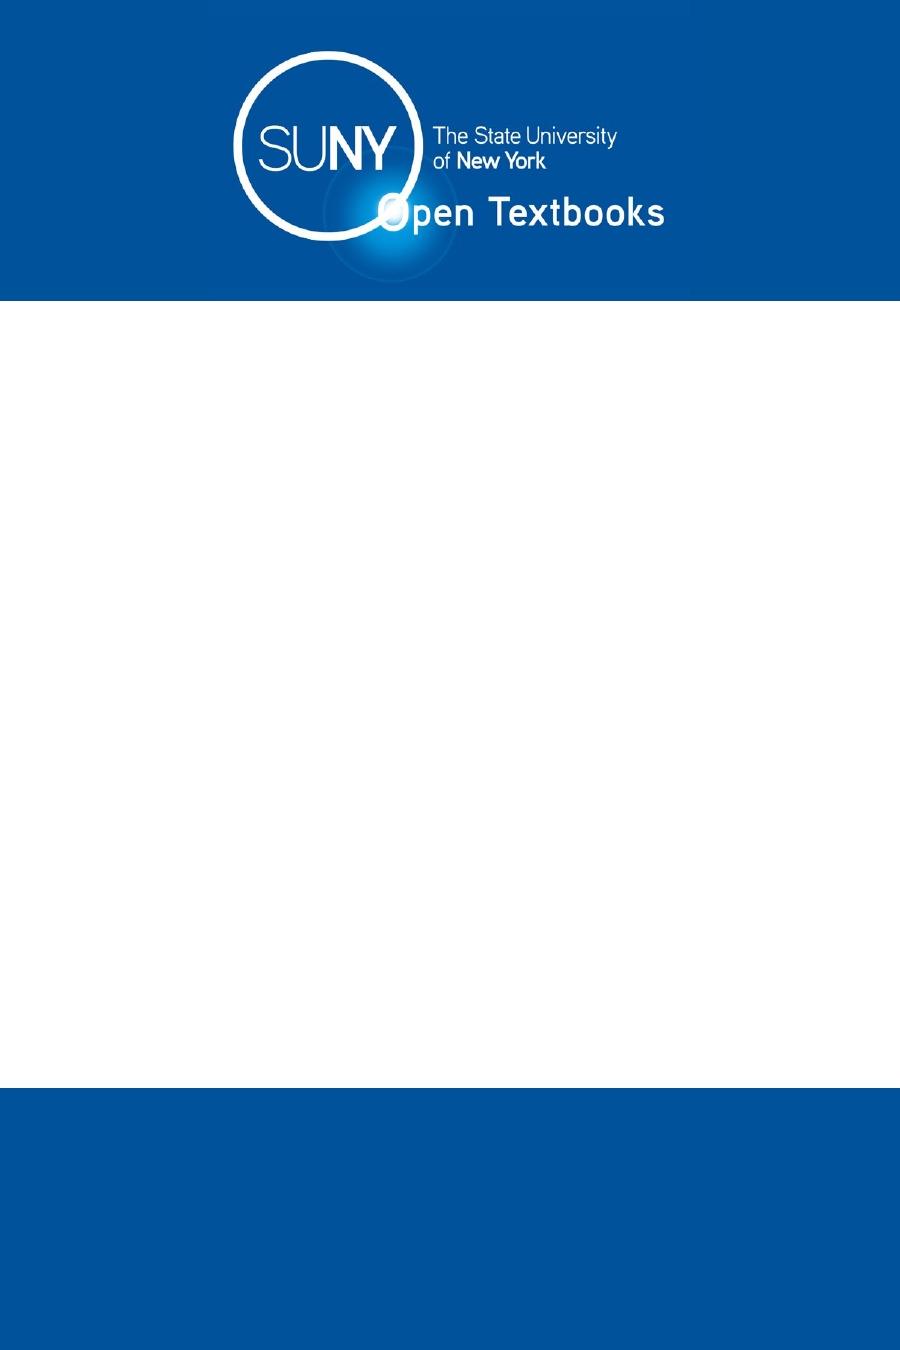 SUNY
The State University
of New York
Open Textbooks